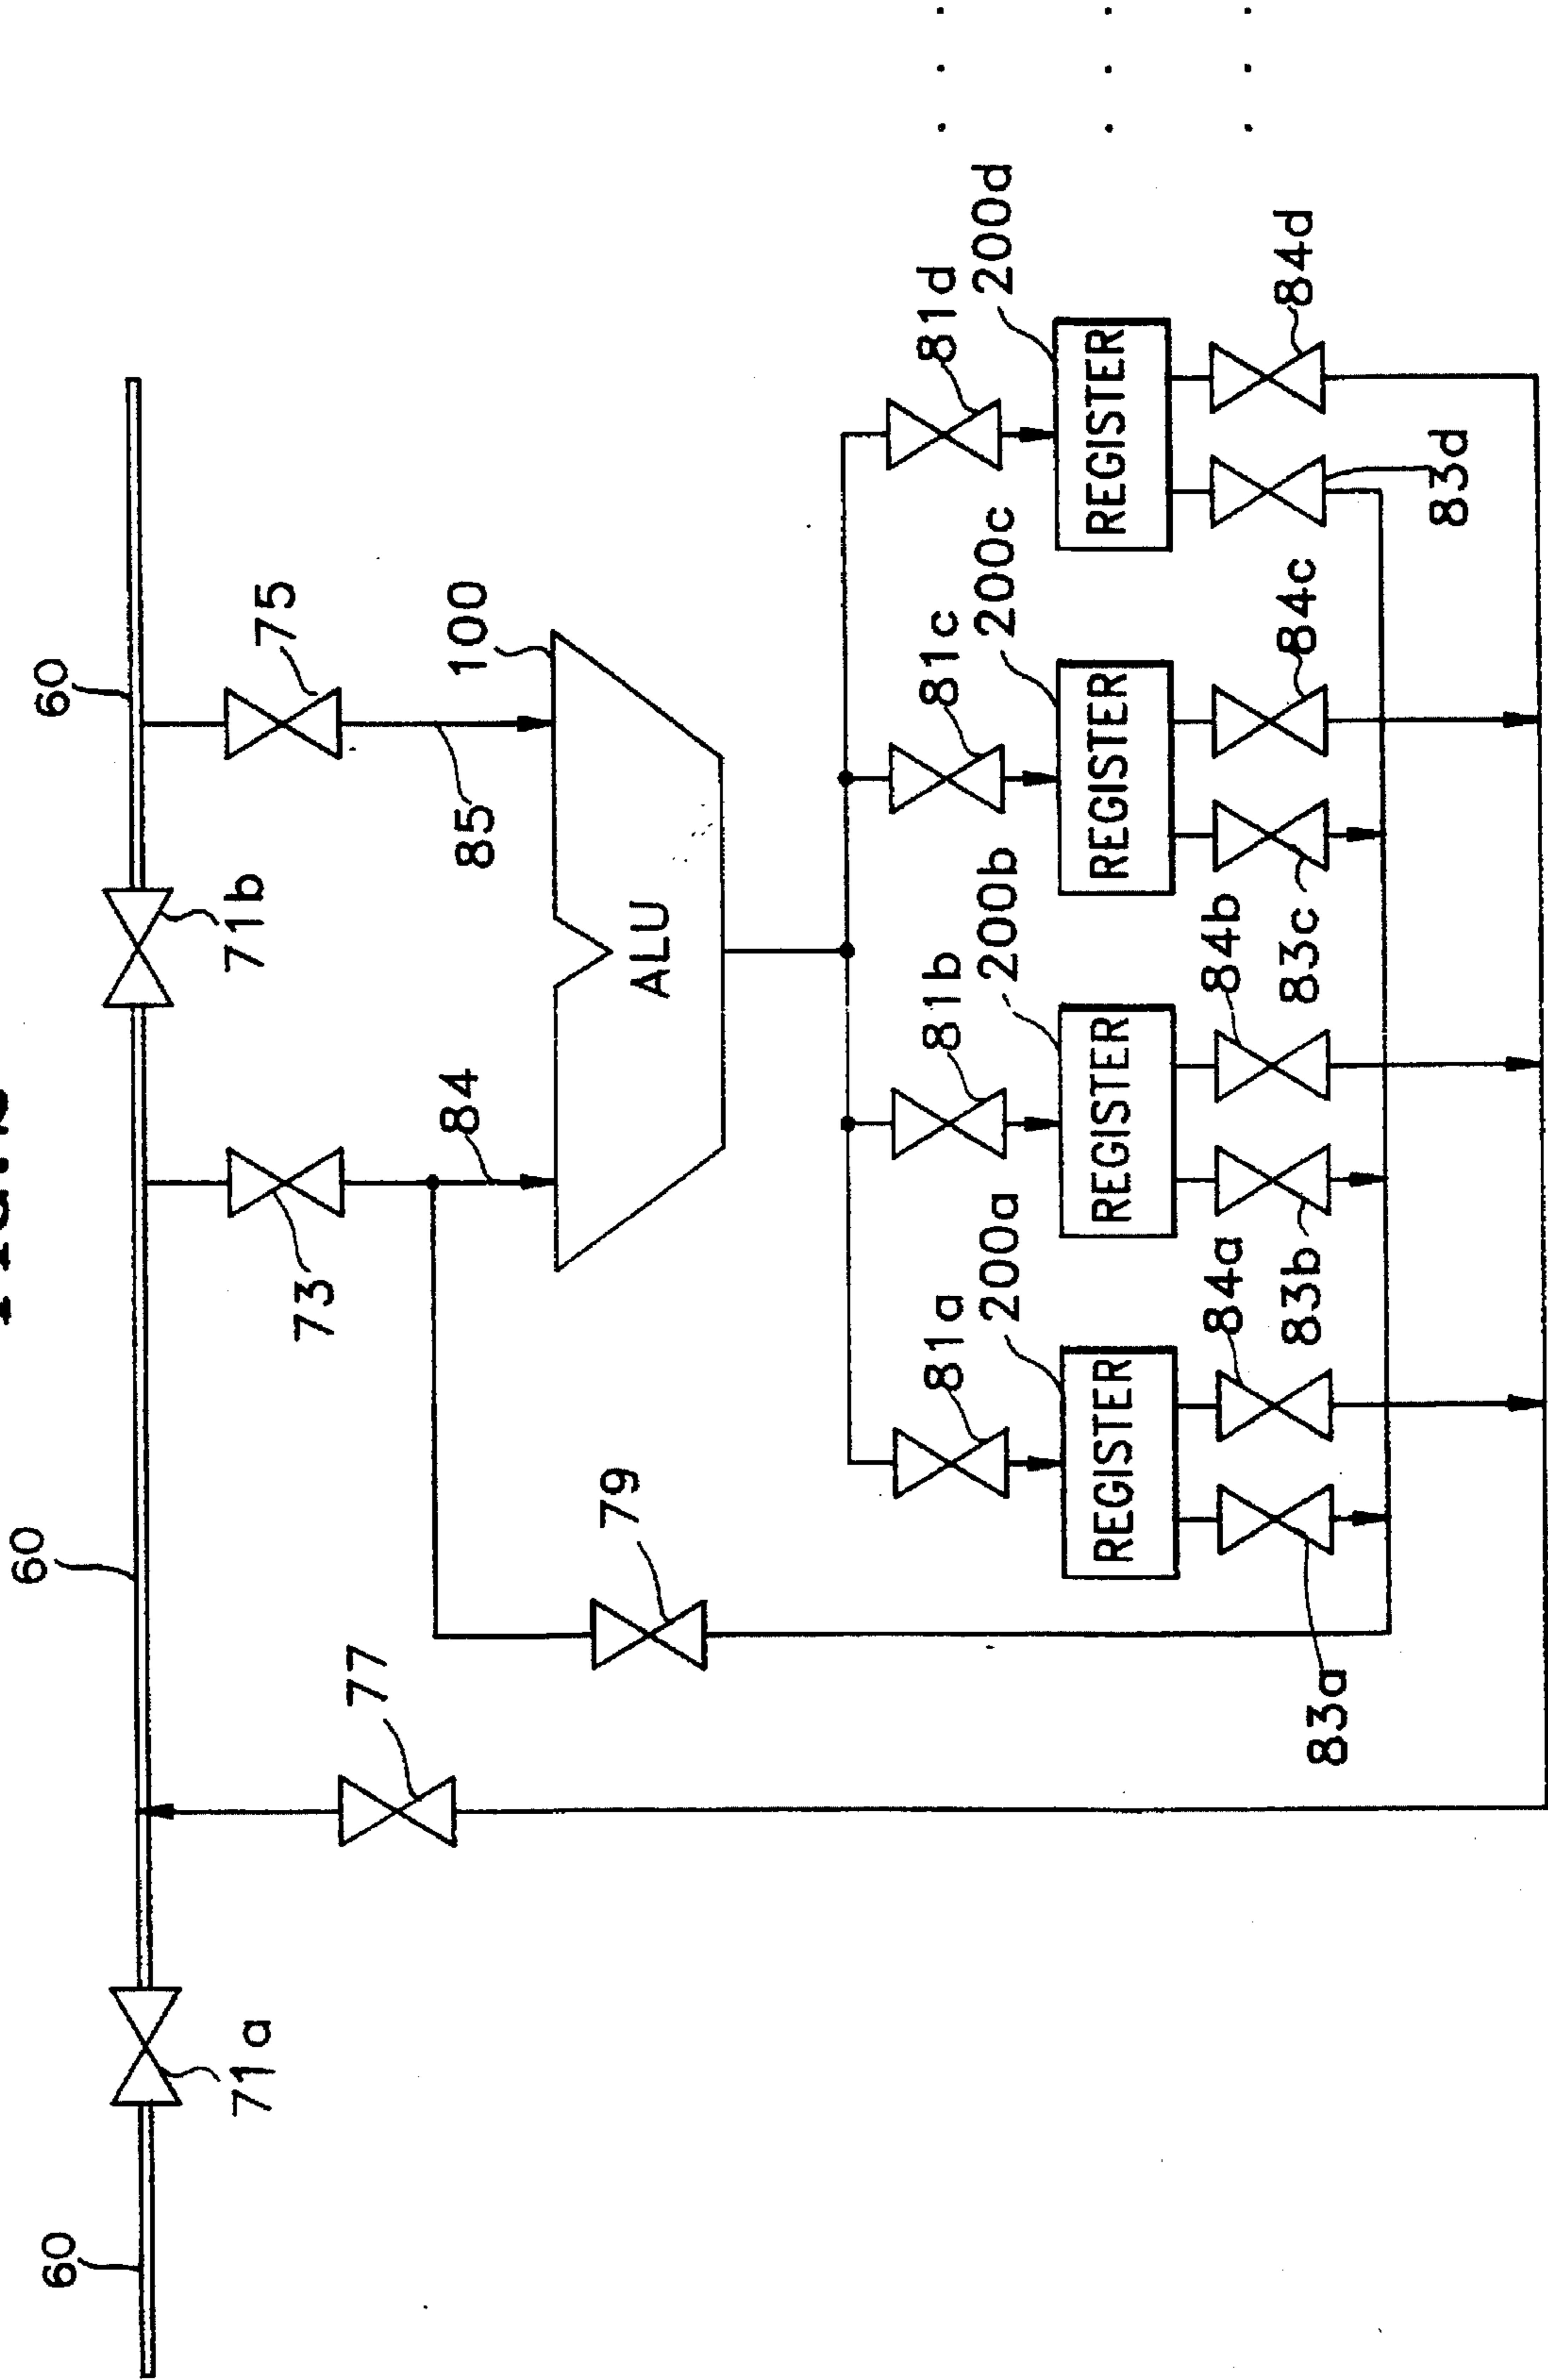 60
60
60
71a
71b
77
73
75
79
84
85
100
ALU
81a
81b
81c
81d
200a
200b
200c
200d
REGISTER
REGISTER
REGISTER
REGISTER
84a
84b
84c
84d
83a
83b
83c
83d